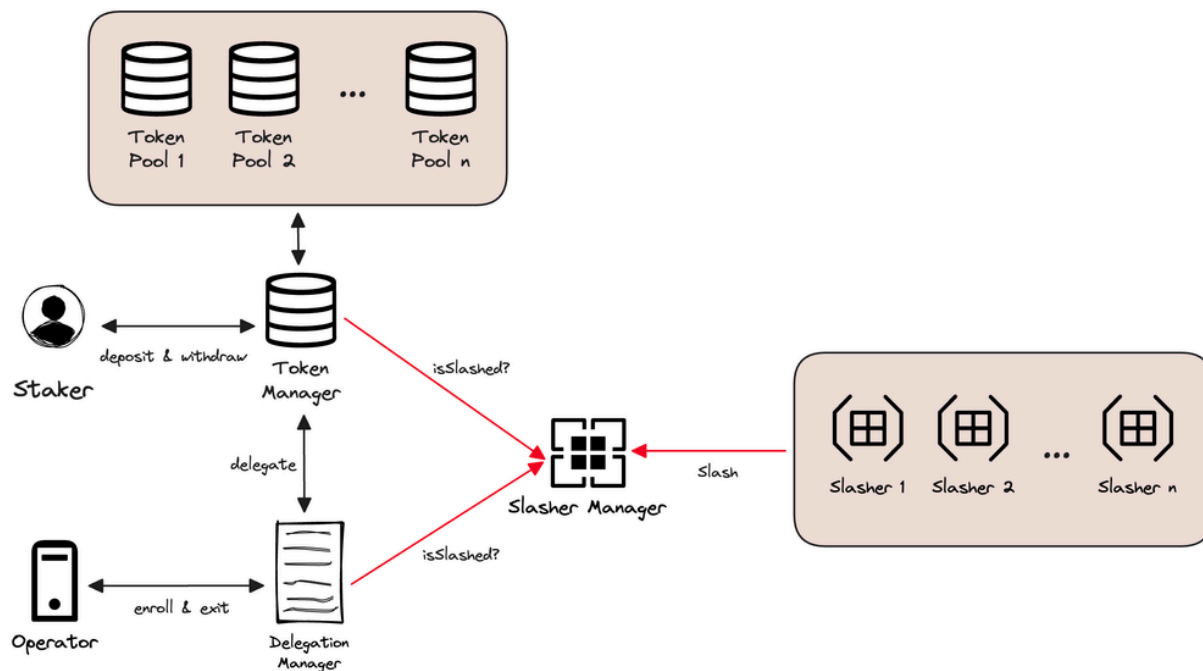 Token
Pool 1
Token
Pool 2
...
Token
Pool n
Staker
deposit & withdraw
Token
Manager
isSlashed?
delegate
Slasher Manager
Slash
Slasher 1
Slasher 2
...
Slasher n
isSlashed?
Operator
enroll & exit
Delegation
Manager